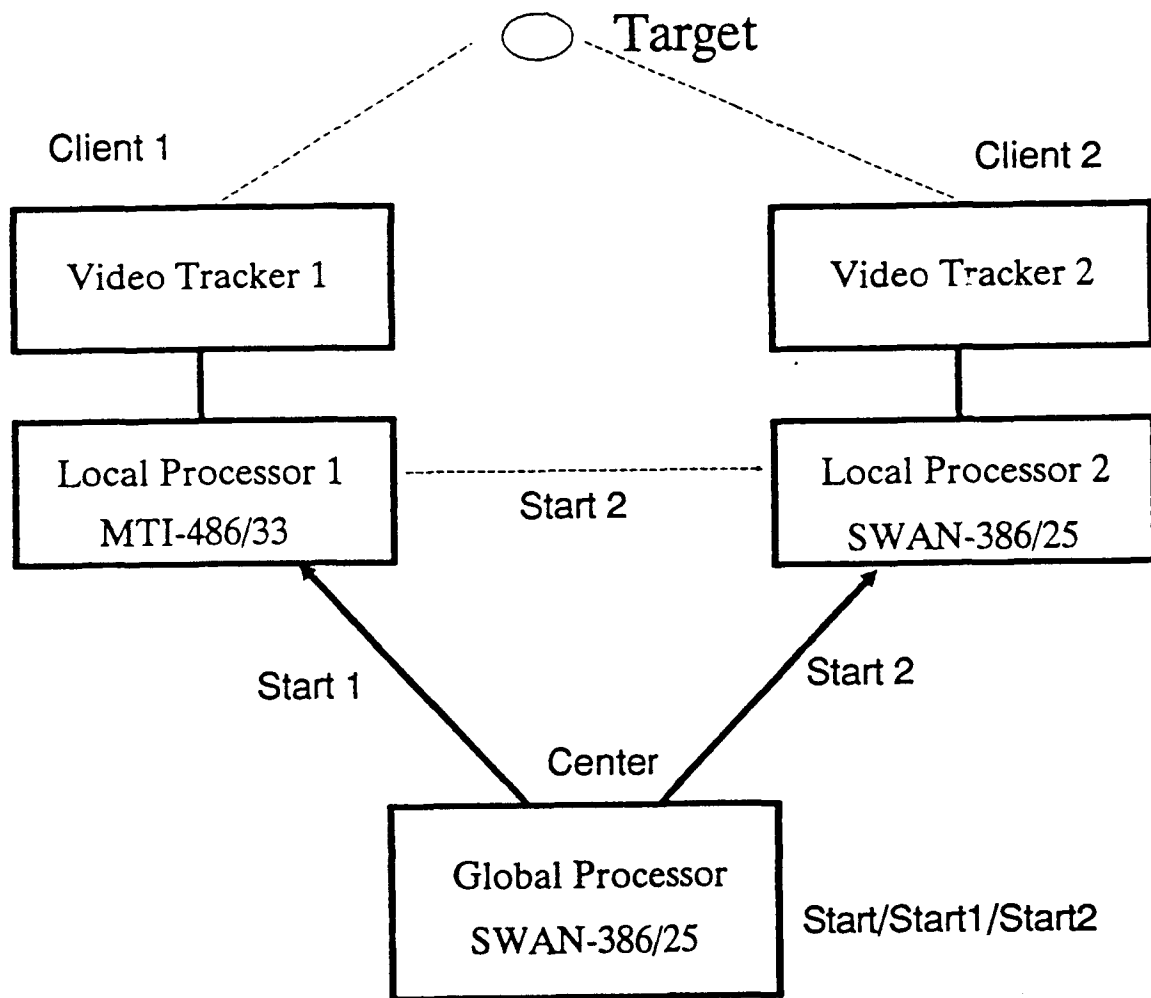 Target
Client 1
Client 2
Video Tracker 1
Video Tracker 2
Local Processor 1
MTI-486/33
Start 2
Local Processor 2
SWAN-386/25
Start 1
Start 2
Center
Global Processor
SWAN-386/25
Start/Start1/Start2